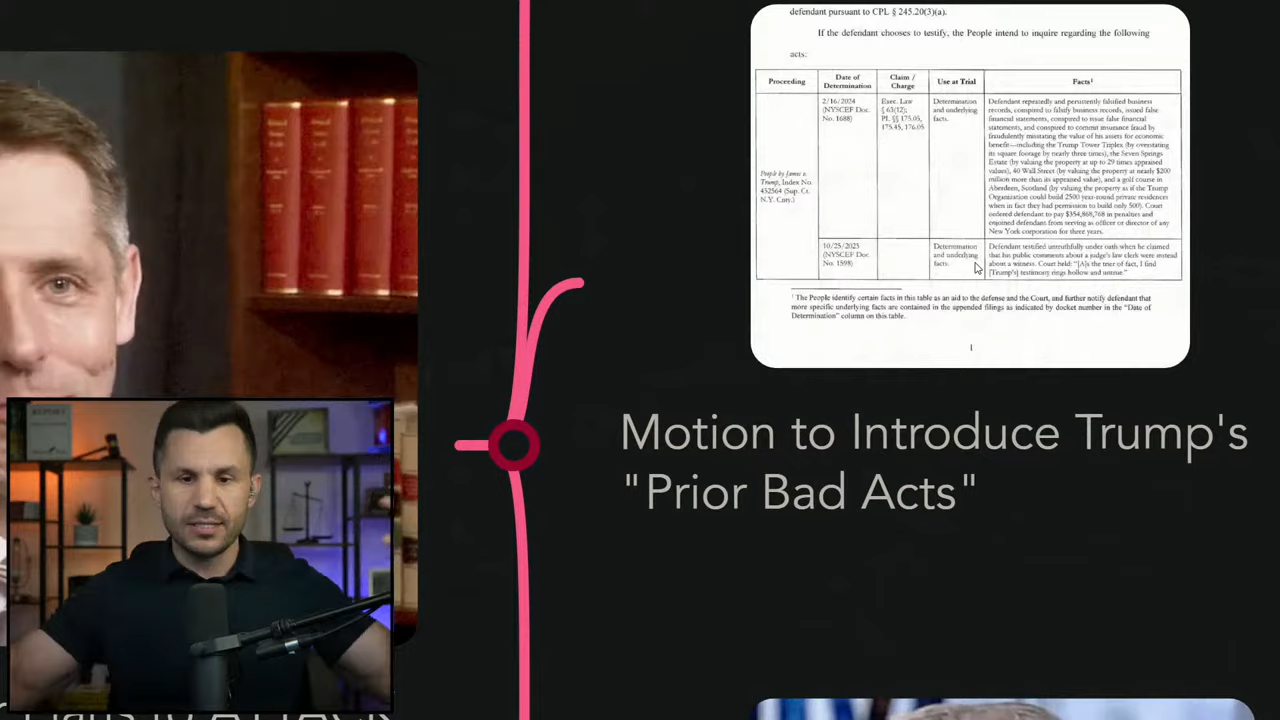 defendant pursuant to CPL § 245.20(3)(a).
If the defendant chooses to testify, the People intend to inquire regarding the following
acts:
Proceeding
Date of
Determination
Claim /
Charge
Use at Trial
Facts¹
People by James v.
Trump, Index No.
452564 (Sup. Ct.
N.Y. Cnty.)
2/16/2024
(NYSCEF Doc.
No. 1688)
Exec. Law
§ 63(12);
PL §§ 175.05,
175.45, 176.05
Determination
and underlying
facts.
Defendant repeatedly and persistently falsified business
records, conspired to falsify business records, issued false
financial statements, conspired to issue false financial
statements, and conspired to commit insurance fraud by
fraudulently misstating the value of his assets for economic
benefit—including the Trump Tower Triplex (by overstating
its square footage by nearly three times), the Seven Springs
Estate (by valuing the property at up to 29 times appraised
values), 40 Wall Street (by valuing the property at nearly $200
million more than its appraised value), and a golf course in
Aberdeen, Scotland (by valuing the property as if the Trump
Organization could build 2500 year-round private residences
when in fact they had permission to build only 500). Court
ordered defendant to pay $354,868,768 in penalties and
enjoined defendant from serving as officer or director of any
New York corporation for three years.
10/25/2023
(NYSCEF Doc.
No. 1598)
Determination
and underlying
facts.
Defendant testified untruthfully under oath when he claimed
that his public comments about a judge's law clerk were instead
about a witness. Court held: "[A]s the trier of fact, I find
[Trump's] testimony rings hollow and untrue."
¹ The People identify certain facts in this table as an aid to the defense and the Court, and further notify defendant that
more specific underlying facts are contained in the appended filings as indicated by docket number in the "Date of
Determination" column on this table.
1
Motion to Introduce Trump's
"Prior Bad Acts"
REPORT
Plans to ATTACK